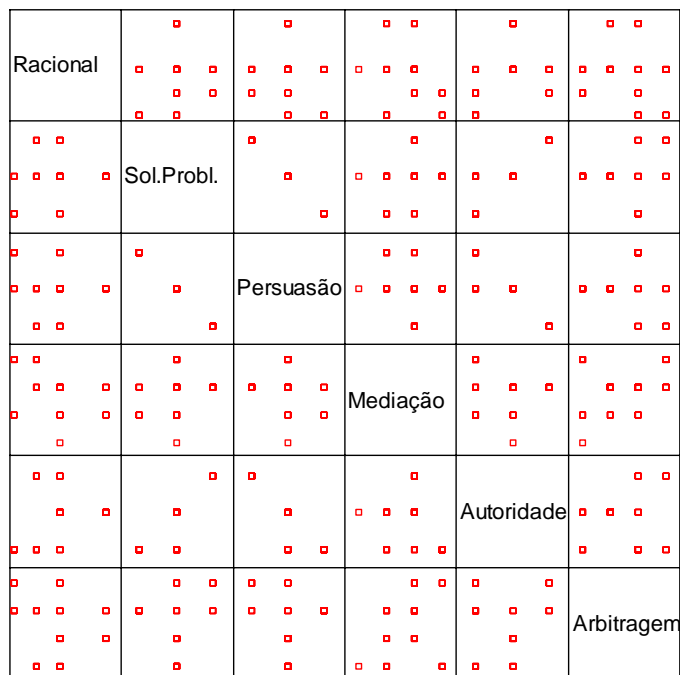 Racional
Sol.Probl.
Persuasão
Mediação
Autoridade
Arbitragem